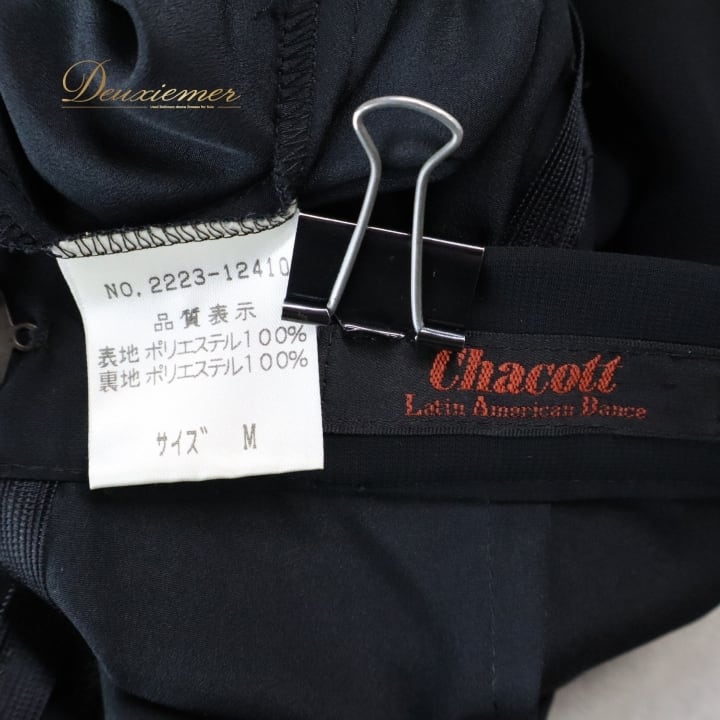 Deuxiemer
NO.2223-12410
品質表示
表地 ポリエステル100%
裏地 ポリエステル100%
サイズ M
Chacott
Latin American Dance